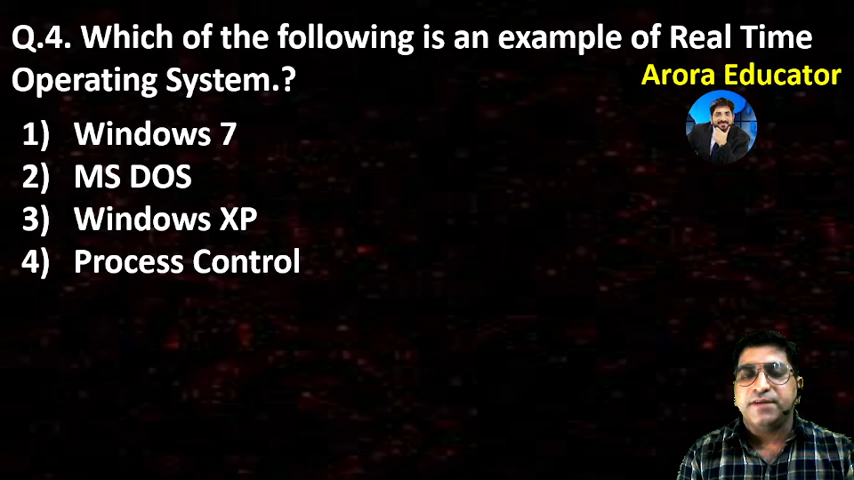 Q.4. Which of the following is an example of Real Time
Operating System.?
Arora Educator
1) Windows 7
2) MS DOS
3) Windows XP
4) Process Control